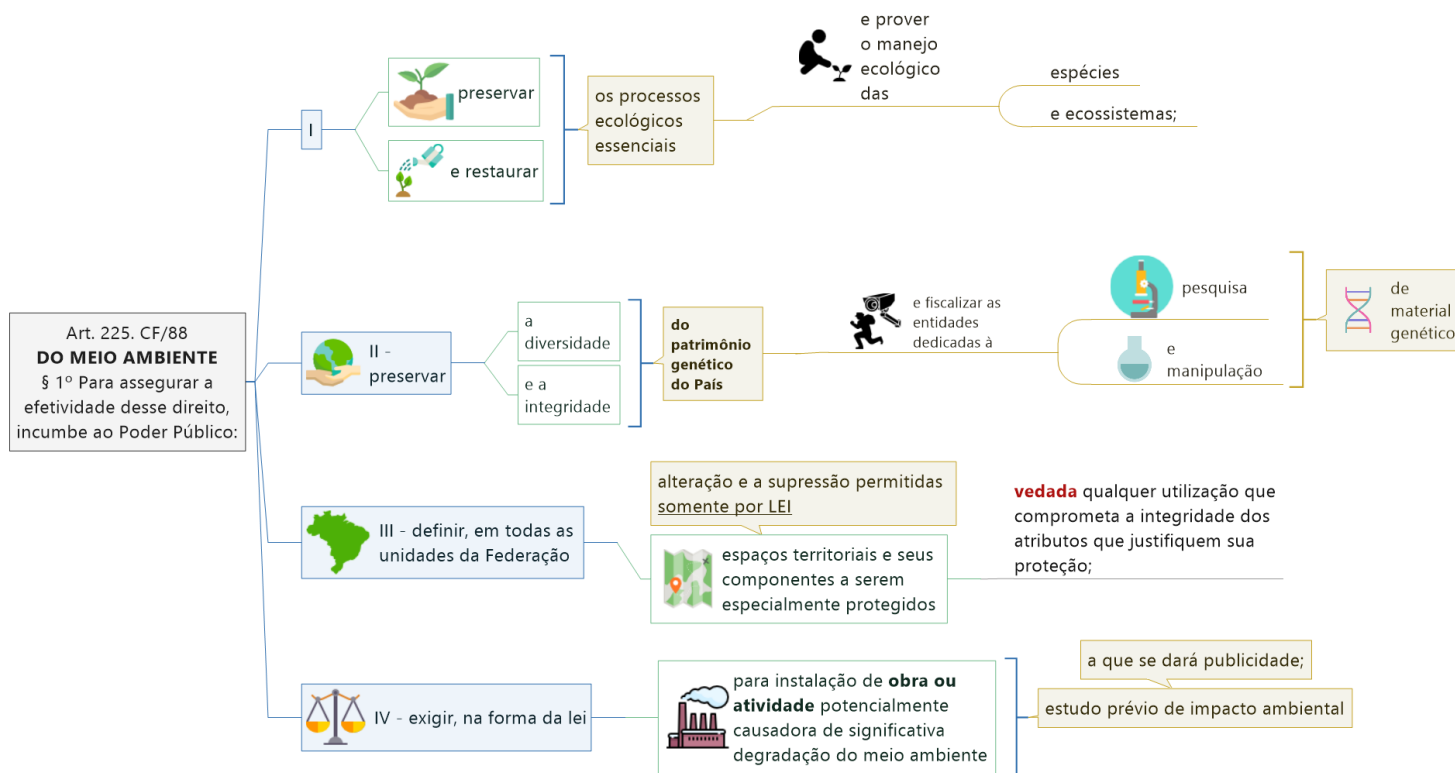 Art. 225. CF/88
DO MEIO AMBIENTE
§ 1º Para assegurar a
efetividade desse direito,
incumbe ao Poder Público:
I
preservar
e restaurar
os processos
ecológicos
essenciais
e prover
o manejo
ecológico
das
espécies
e ecossistemas;
II -
preservar
a
diversidade
e a
integridade
do
patrimônio
genético
do País
e fiscalizar as
entidades
dedicadas à
pesquisa
e
manipulação
de
material
genético
III - definir, em todas as
unidades da Federação
alteração e a supressão permitidas
somente por LEI
espaços territoriais e seus
componentes a serem
especialmente protegidos
vedada qualquer utilização que
comprometa a integridade dos
atributos que justifiquem sua
proteção;
IV - exigir, na forma da lei
para instalação de obra ou
atividade potencialmente
causadora de significativa
degradação do meio ambiente
a que se dará publicidade;
estudo prévio de impacto ambiental